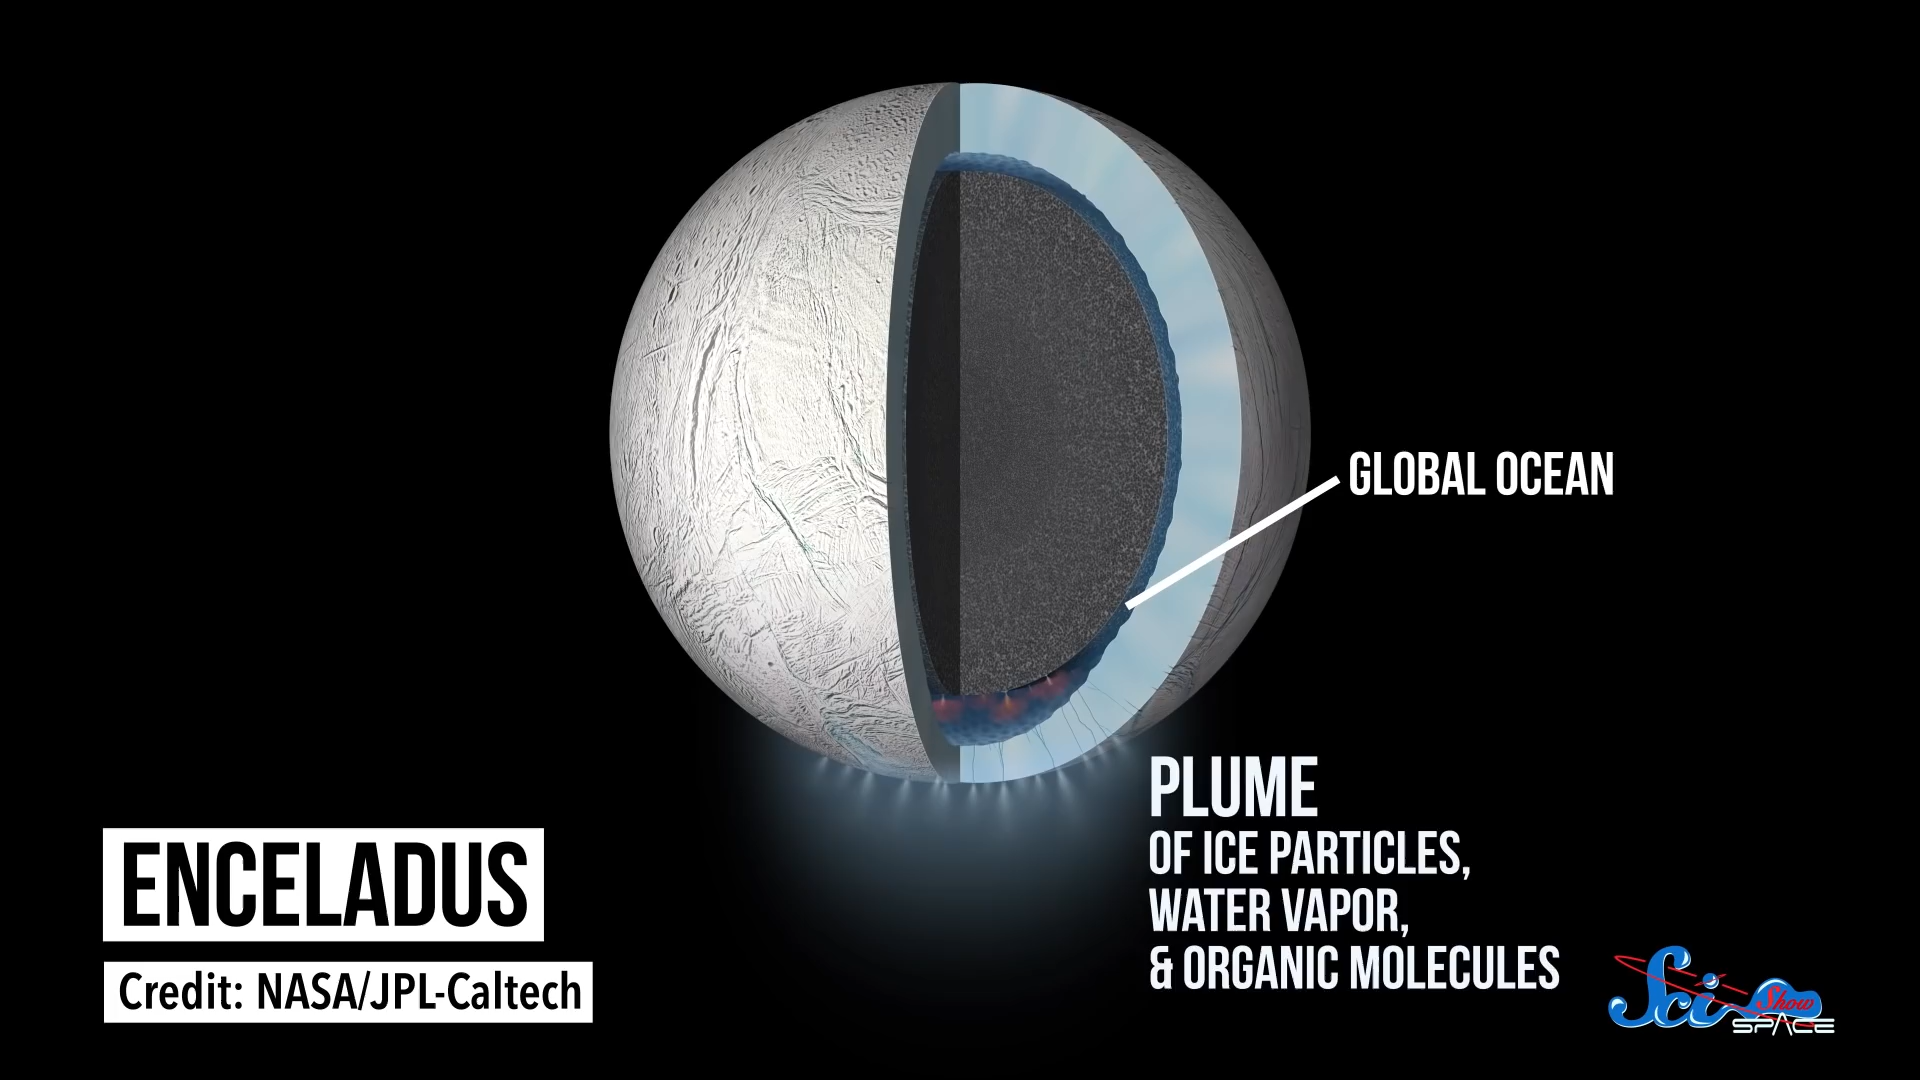 GLOBAL OCEAN
PLUME
OF ICE PARTICLES,
WATER VAPOR,
& ORGANIC MOLECULES
ENCELADUS
Credit: NASA/JPL-Caltech
Sci Show
SPACE